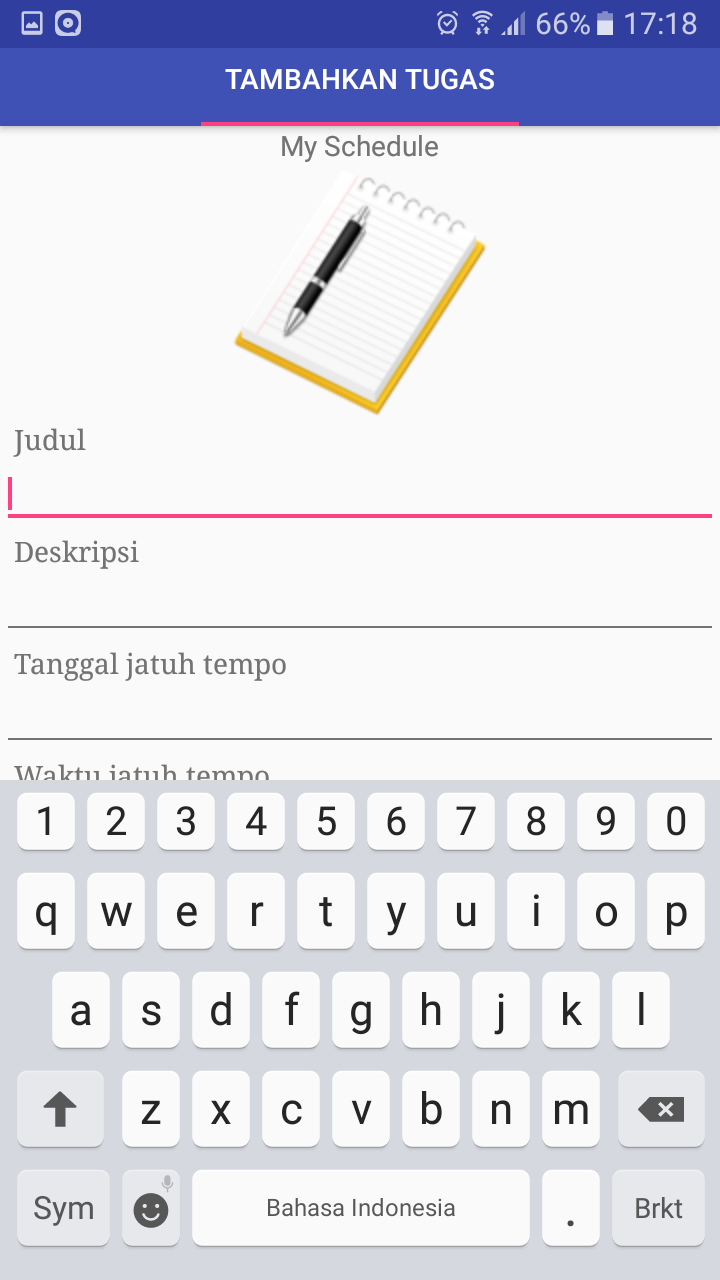 66% 17:18
TAMBAHKAN TUGAS
My Schedule
Judul
Deskripsi
Tanggal jatuh tempo
Waktu jatuh tempo
1 2 3 4 5 6 7 8 9 0
q w e r t y u i o p
a s d f g h j k l
z x c v b n m
Sym Bahasa Indonesia . Brkt